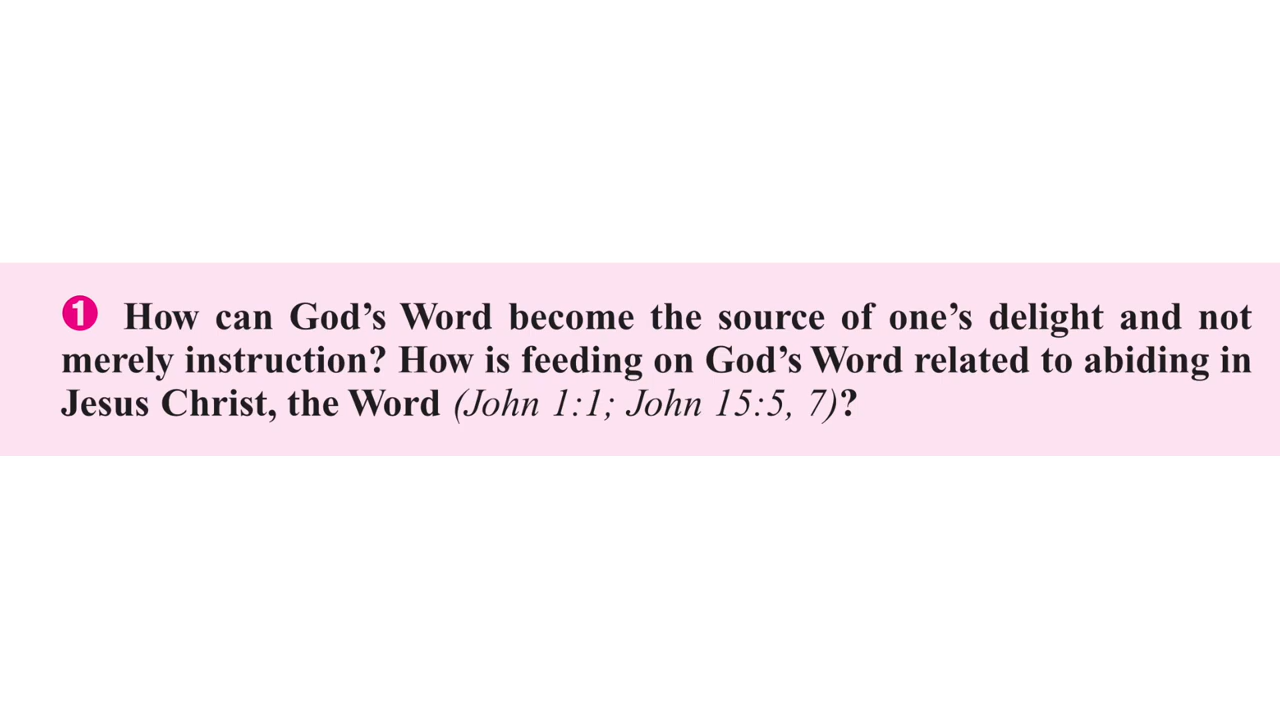 1 How can God’s Word become the source of one’s delight and not
merely instruction? How is feeding on God’s Word related to abiding in
Jesus Christ, the Word (John 1:1; John 15:5, 7)?